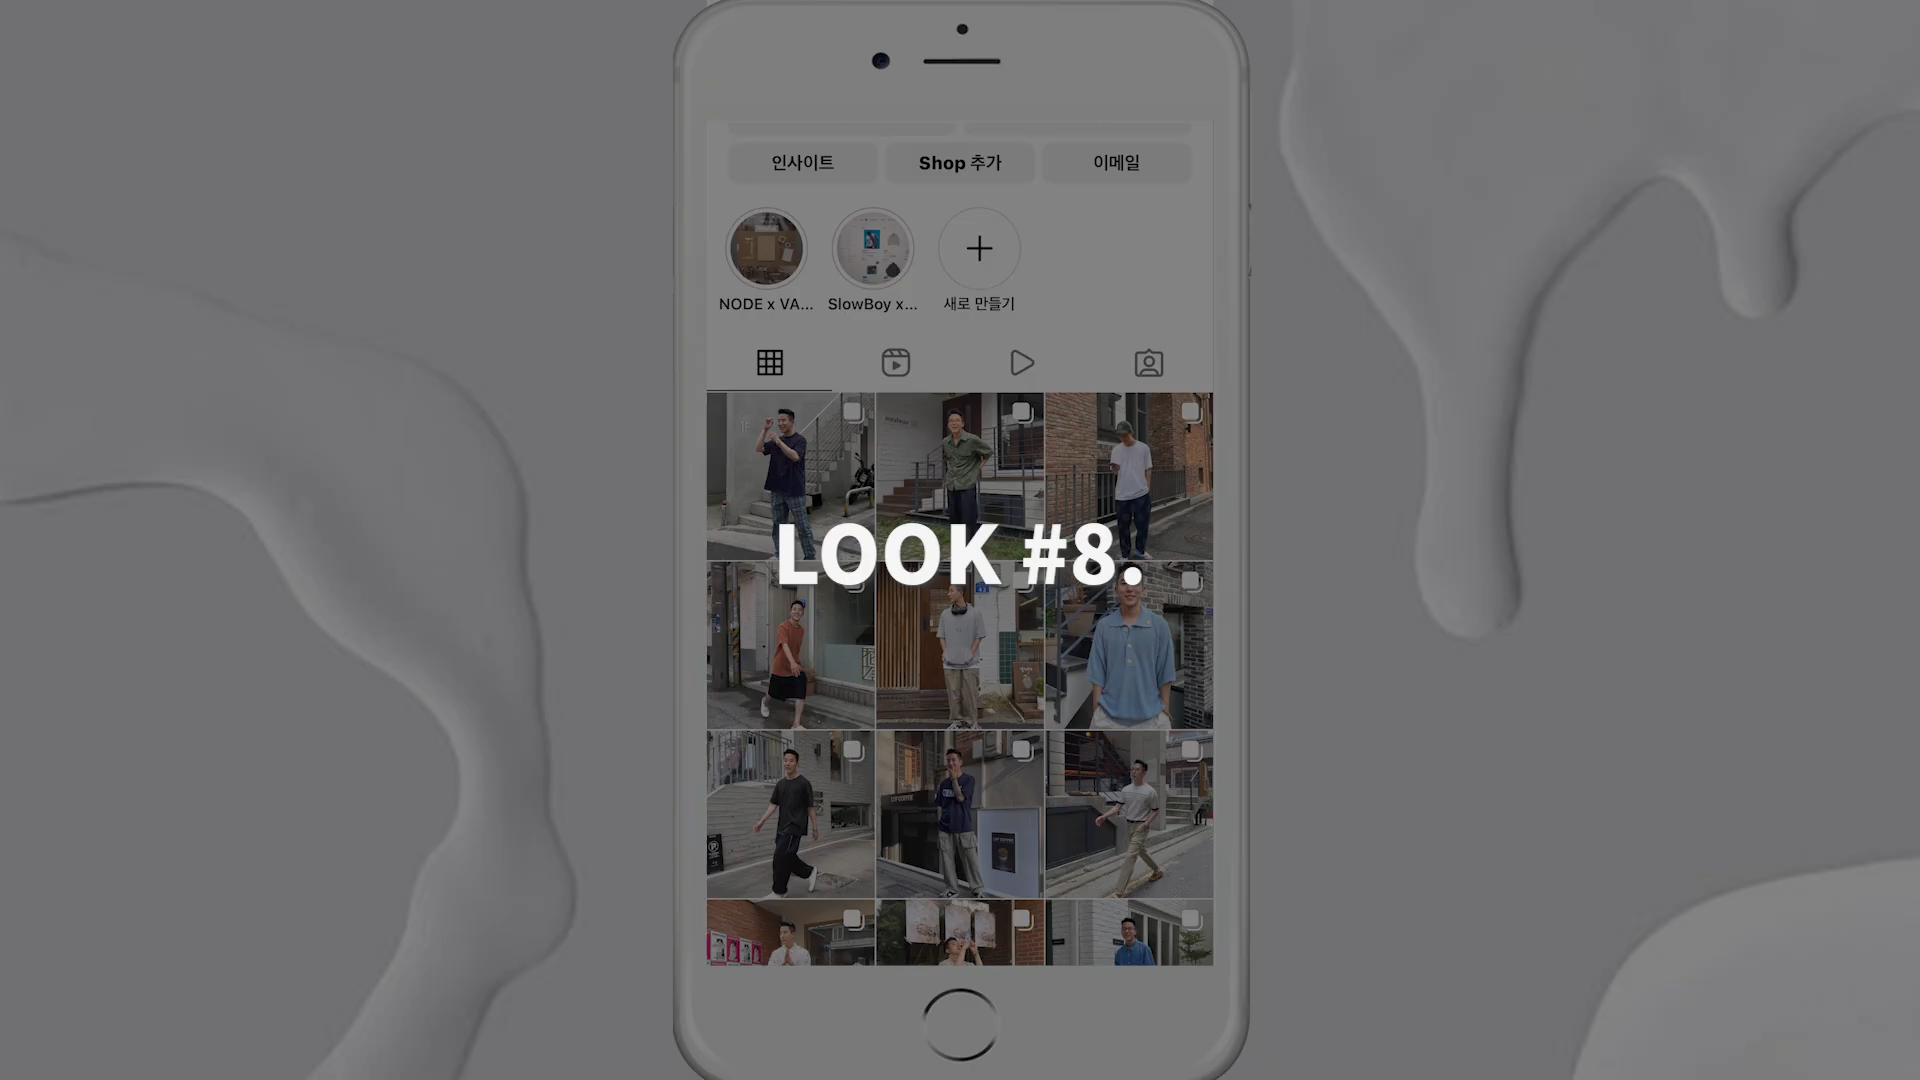 인사이트
Shop 추가
이메일
NODE x VA...
SlowBoy x...
새로 만들기
LOOK #8.